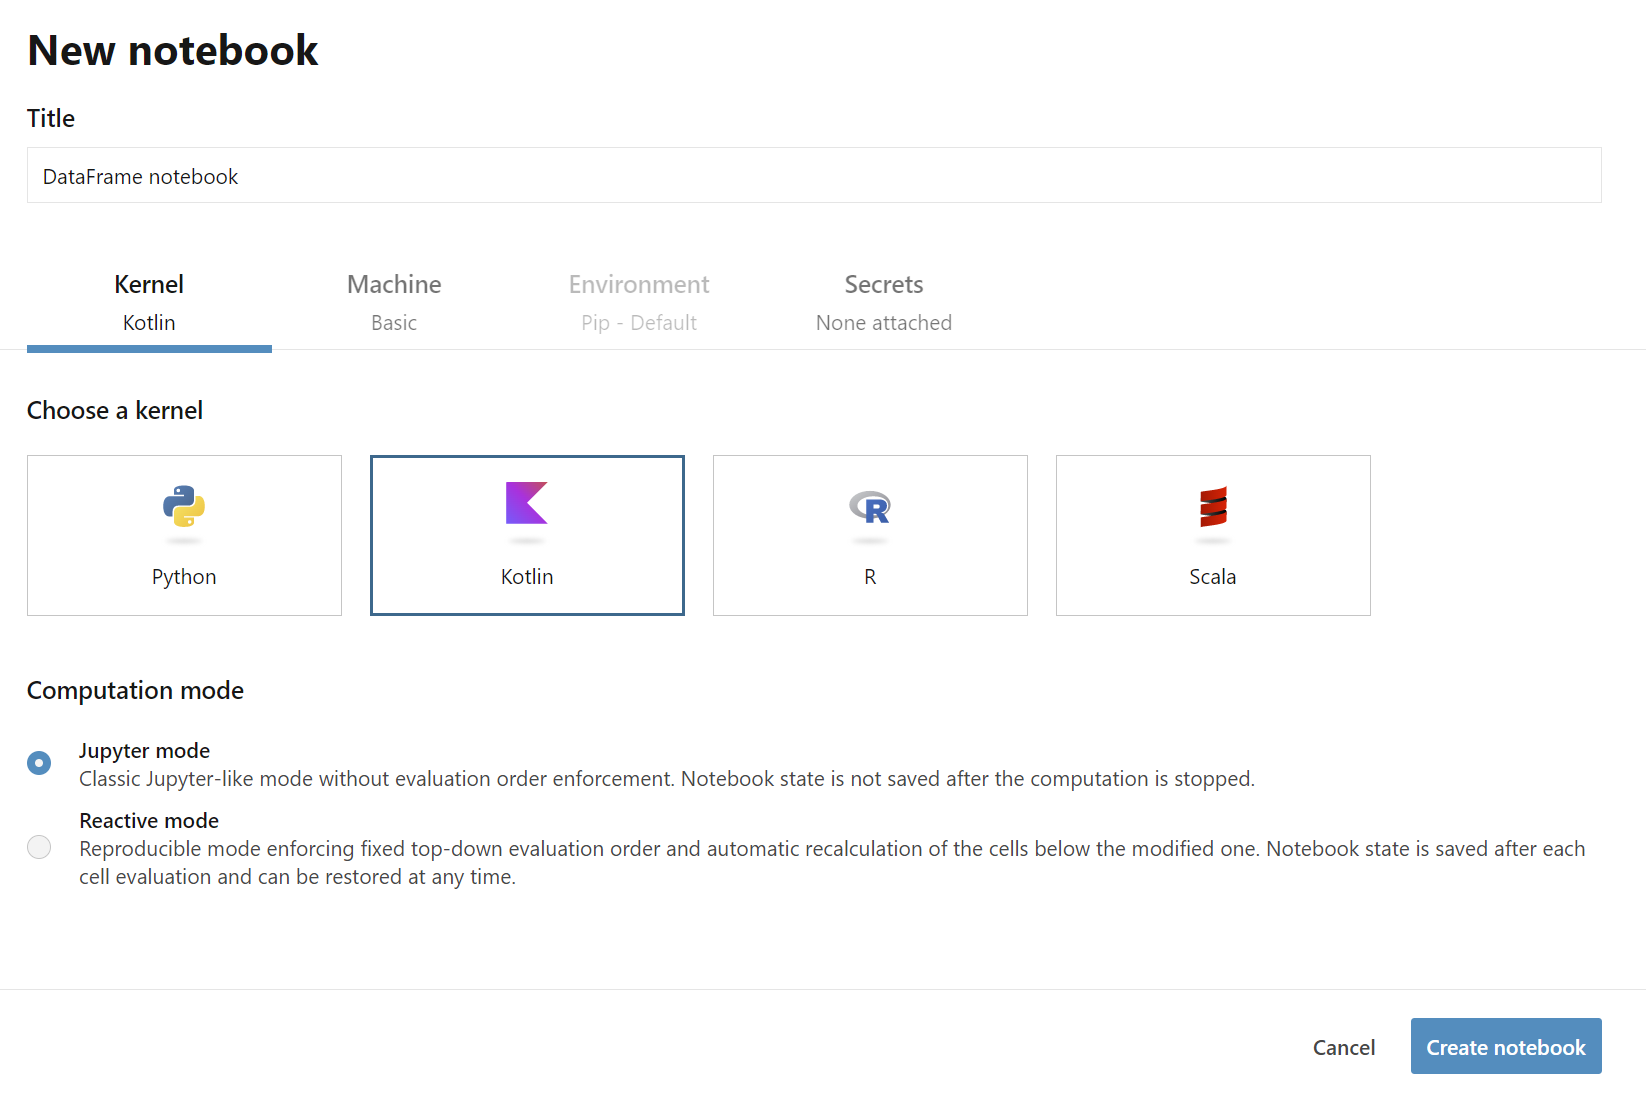 New notebook
Title
DataFrame notebook
Kernel
Kotlin
Machine
Basic
Environment
Pip - Default
Secrets
None attached
Choose a kernel
Python
Kotlin
R
Scala
Computation mode
Jupyter mode
Classic Jupyter-like mode without evaluation order enforcement. Notebook state is not saved after the computation is stopped.
Reactive mode
Reproducible mode enforcing fixed top-down evaluation order and automatic recalculation of the cells below the modified one. Notebook state is saved after each
cell evaluation and can be restored at any time.
Cancel
Create notebook